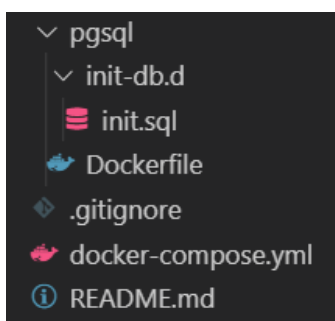 pgsql
init-db.d
init.sql
Dockerfile
.gitignore
docker-compose.yml
README.md